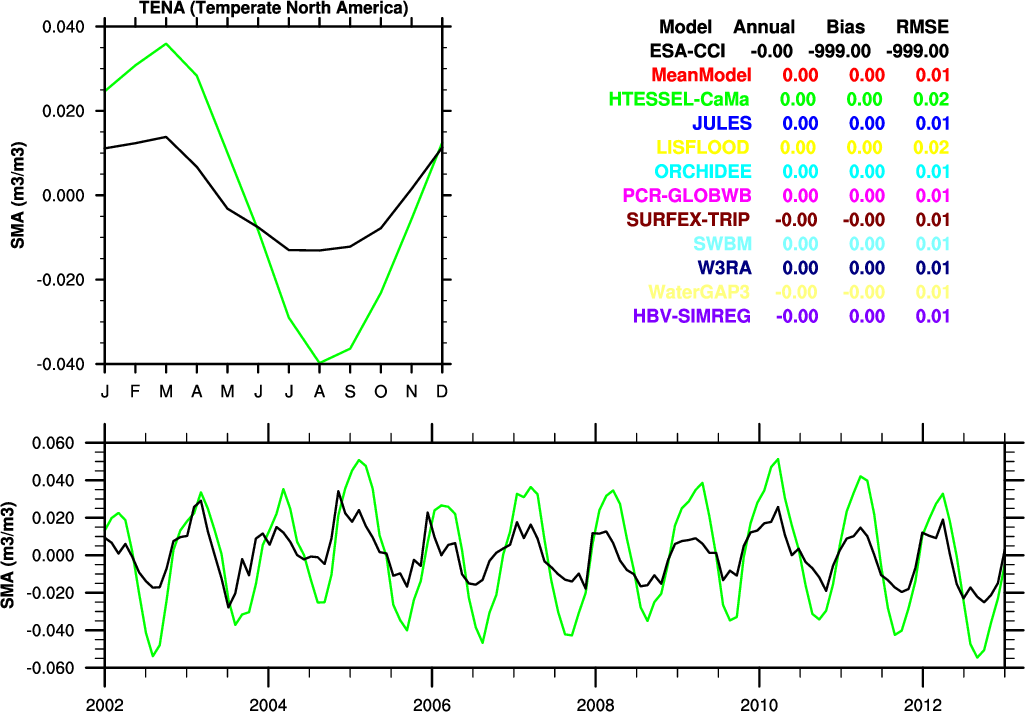 TENA (Temperate North America)
0.040
0.020
0.000
-0.020
-0.040
SMA (m3/m3)
J F M A M J J A S O N D
Model Annual Bias RMSE
ESA-CCI -0.00 -999.00 -999.00
MeanModel 0.00 0.00 0.01
HTESSEL-CaMa 0.00 0.00 0.02
JULES 0.00 0.00 0.01
LISFLOOD 0.00 0.00 0.02
ORCHIDEE 0.00 0.00 0.01
PCR-GLOBWB 0.00 0.00 0.01
SURFEX-TRIP -0.00 -0.00 0.01
SWBM 0.00 0.00 0.01
W3RA 0.00 0.00 0.01
WaterGAP3 -0.00 -0.00 0.01
HBV-SIMREG -0.00 0.00 0.01
0.060
0.040
0.020
0.000
-0.020
-0.040
-0.060
SMA (m3/m3)
2002 2004 2006 2008 2010 2012